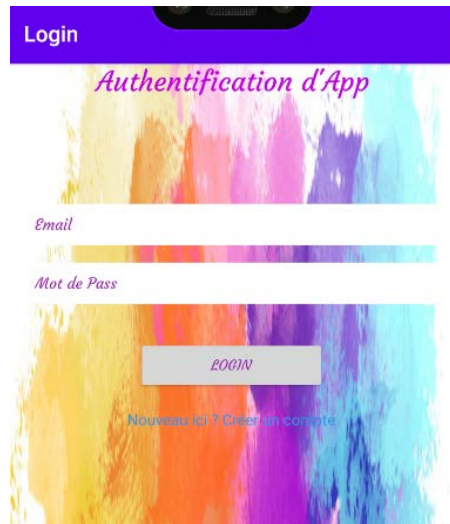 Login
Authentification d'App
Email
Mot de Pass
LOGIN
Nouveau ici ? Créer un compte